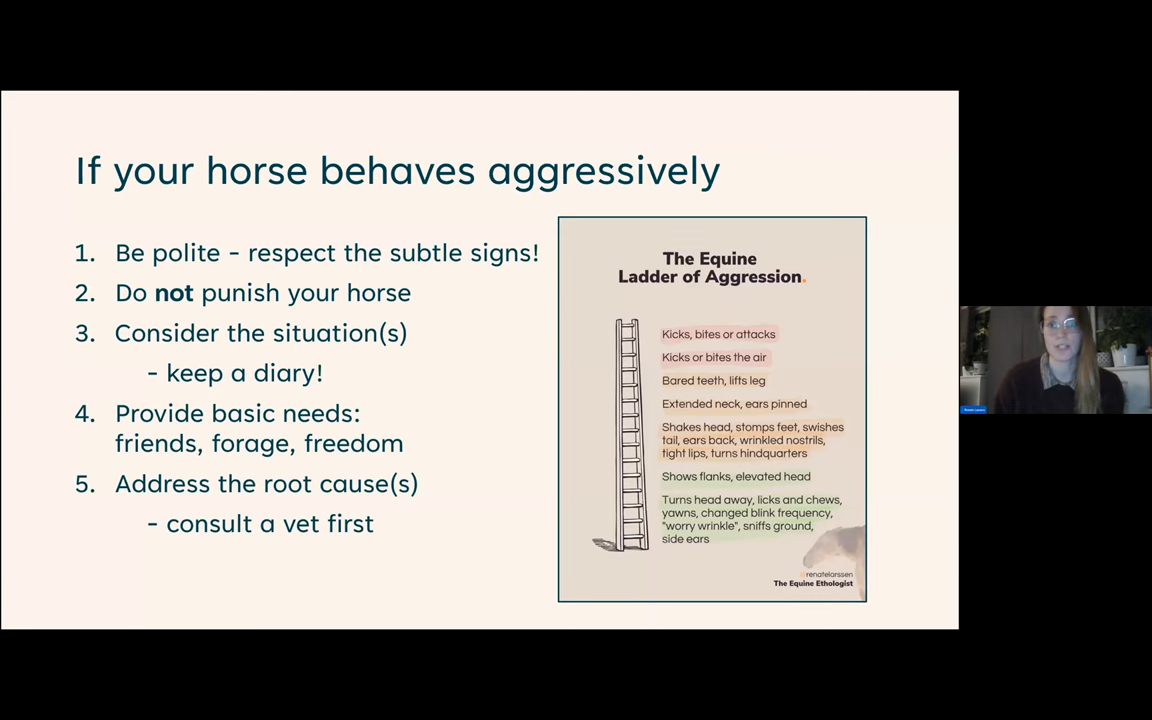 If your horse behaves aggressively
1. Be polite - respect the subtle signs!
2. Do not punish your horse
3. Consider the situation(s)
- keep a diary!
4. Provide basic needs:
friends, forage, freedom
5. Address the root cause(s)
- consult a vet first
The Equine
Ladder of Aggression.
Kicks, bites or attacks
Kicks or bites the air
Bared teeth, lifts leg
Extended neck, ears pinned
Shakes head, stomps feet, swishes
tail, ears back, wrinkled nostrils,
tight lips, turns hindquarters
Shows flanks, elevated head
Turns head away, licks and chews,
yawns, changed blink frequency,
"worry wrinkle", sniffs ground,
side ears
@renatelarssen
The Equine Ethologist